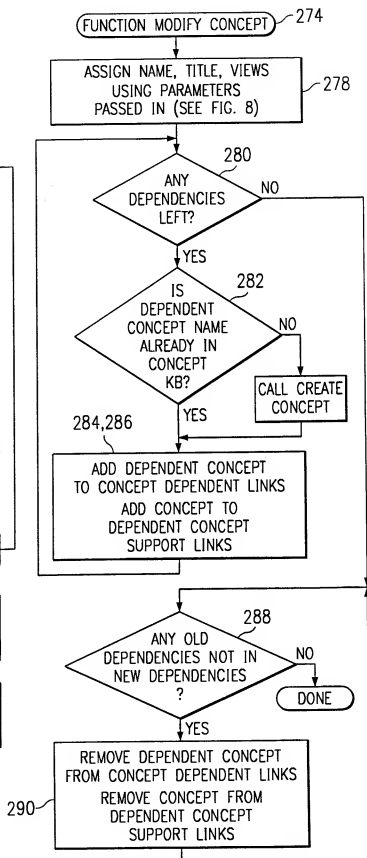 FUNCTION MODIFY CONCEPT
274
ASSIGN NAME, TITLE, VIEWS
USING PARAMETERS
PASSED IN (SEE FIG. 8)
278
280
ANY
DEPENDENCIES
LEFT?
NO
YES
282
IS
DEPENDENT
CONCEPT NAME
ALREADY IN
CONCEPT
KB?
NO
CALL CREATE
CONCEPT
YES
284,286
ADD DEPENDENT CONCEPT
TO CONCEPT DEPENDENT LINKS
ADD CONCEPT TO
DEPENDENT CONCEPT
SUPPORT LINKS
288
ANY OLD
DEPENDENCIES NOT IN
NEW DEPENDENCIES
?
NO
DONE
YES
REMOVE DEPENDENT CONCEPT
FROM CONCEPT DEPENDENT LINKS
REMOVE CONCEPT FROM
DEPENDENT CONCEPT
SUPPORT LINKS
290